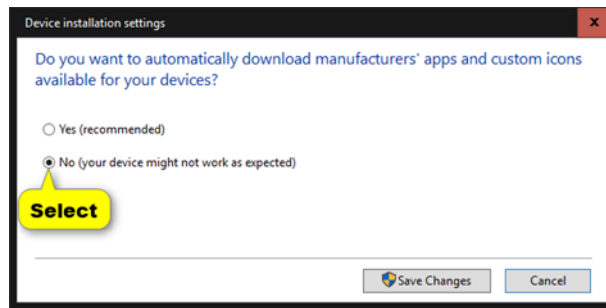 Device installation settings
x
Do you want to automatically download manufacturers' apps and custom icons
available for your devices?
Yes (recommended)
No (your device might not work as expected)
Select
Save Changes
Cancel